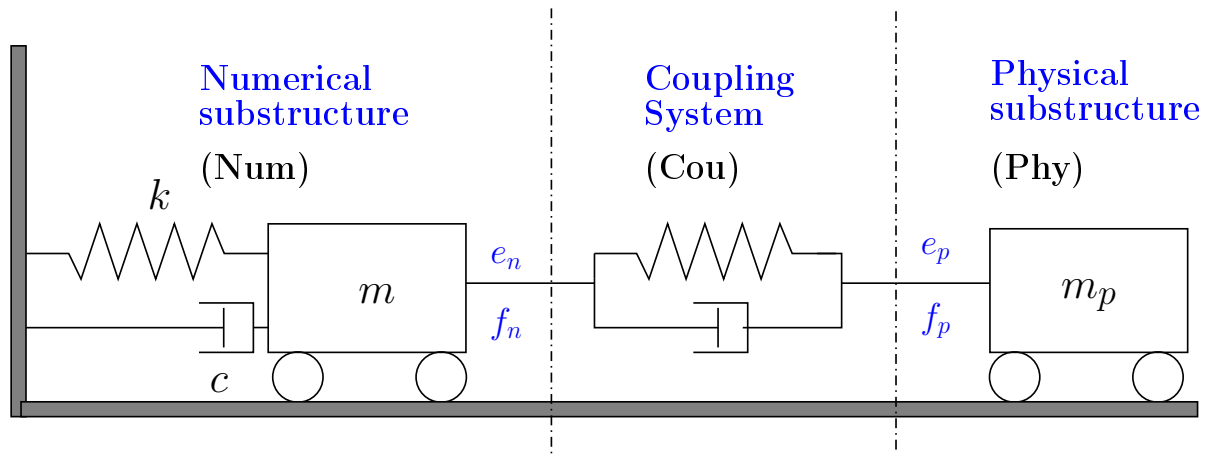 Numerical
substructure
(Num)
Coupling
System
(Cou)
Physical
substructure
(Phy)
k
m
c
e_n
f_n
e_p
f_p
m_p